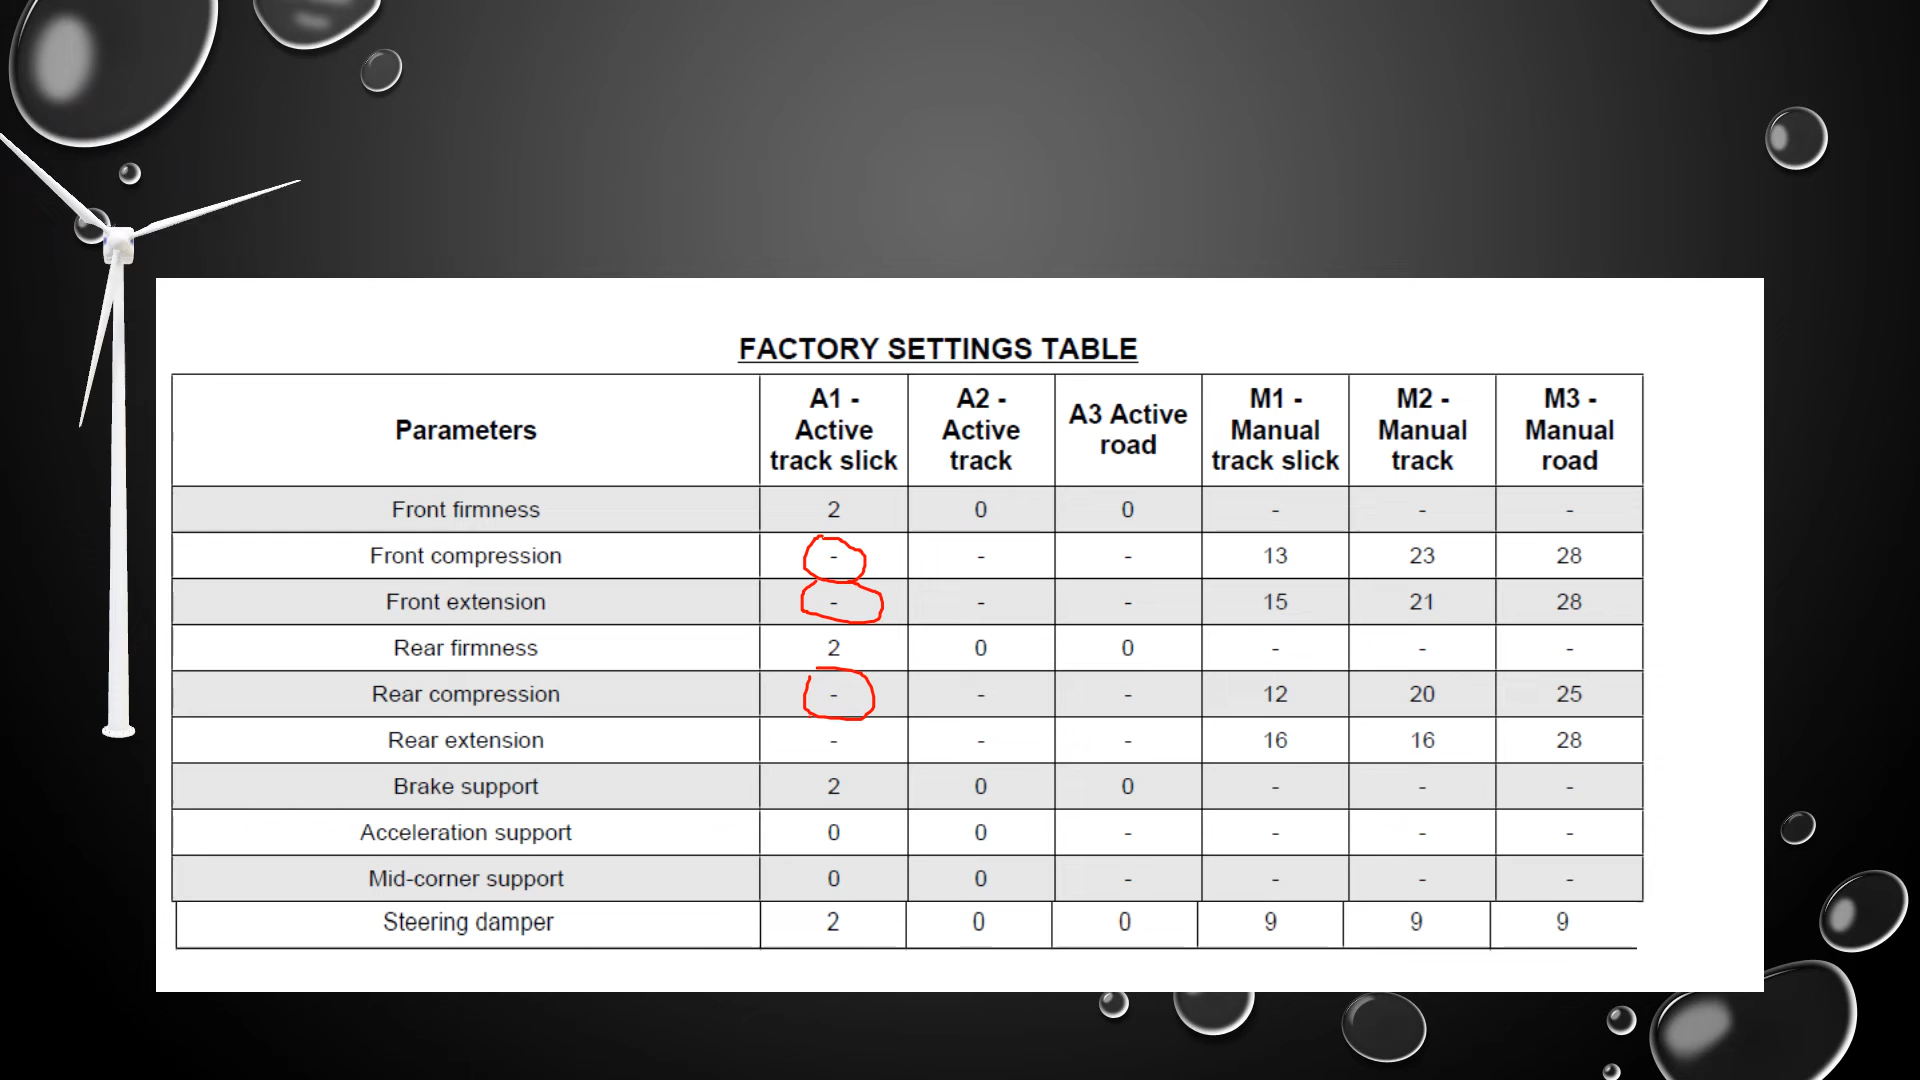 FACTORY SETTINGS TABLE
Parameters A1 - Active track slick A2 - Active track A3 Active road M1 - Manual track slick M2 - Manual track M3 - Manual road
Front firmness 2 0 0 - - -
Front compression - - - 13 23 28
Front extension - - - 15 21 28
Rear firmness 2 0 0 - - -
Rear compression - - - 12 20 25
Rear extension - - - 16 16 28
Brake support 2 0 0 - - -
Acceleration support 0 0 - - - -
Mid-corner support 0 0 - - - -
Steering damper 2 0 0 9 9 9